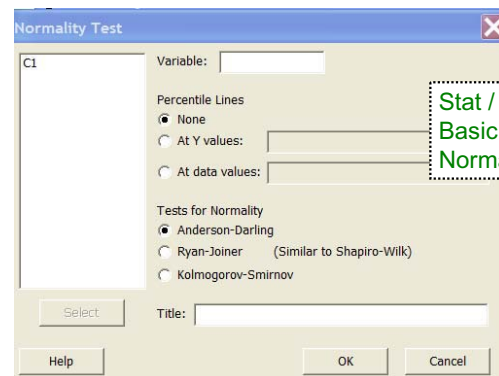 Normality Test
C1
Variable:
Percentile Lines
None
At Y values:
At data values:
Stat /
Basic
Tests for Normality
Anderson-Darling
Ryan-Joiner (Similar to Shapiro-Wilk)
Kolmogorov-Smirnov
Select
Title:
Help
OK
Cancel